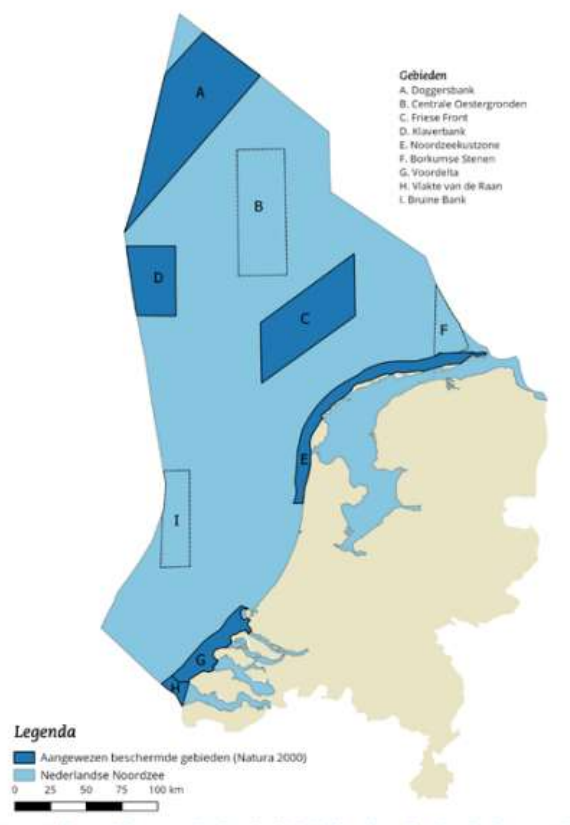 Gebieden
A. Doggersbank
B. Centrale Oestergronden
C. Friese Front
D. Klaverbank
E. Noordzeekustzone
F. Borkumse Stenen
G. Voordelta
H. Vlakte van de Raan
I. Bruine Bank
A
B
D
C
F
E
I
G
H
Legenda
Aangewezen beschermde gebieden (Natura 2000)
Nederlandse Noordzee
0 25 50 75 100 km